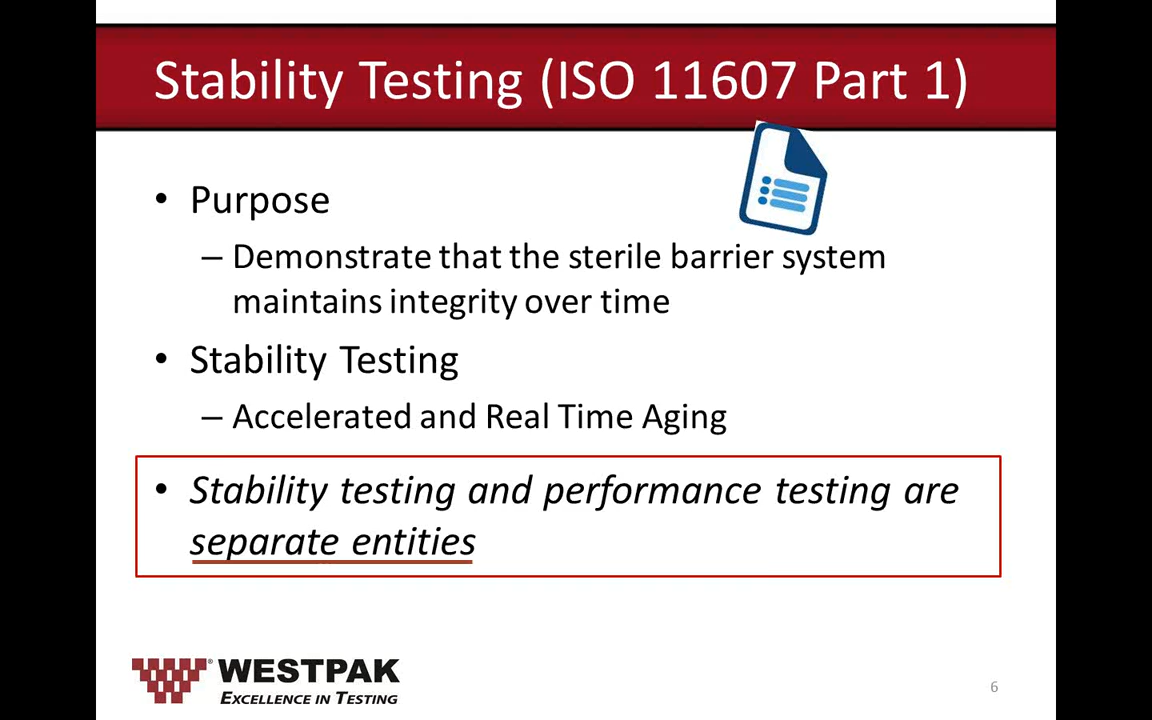 Stability Testing (ISO 11607 Part 1)
• Purpose
– Demonstrate that the sterile barrier system
maintains integrity over time
• Stability Testing
– Accelerated and Real Time Aging
• Stability testing and performance testing are
separate entities
WESTPAK
EXCELLENCE IN TESTING
®
6